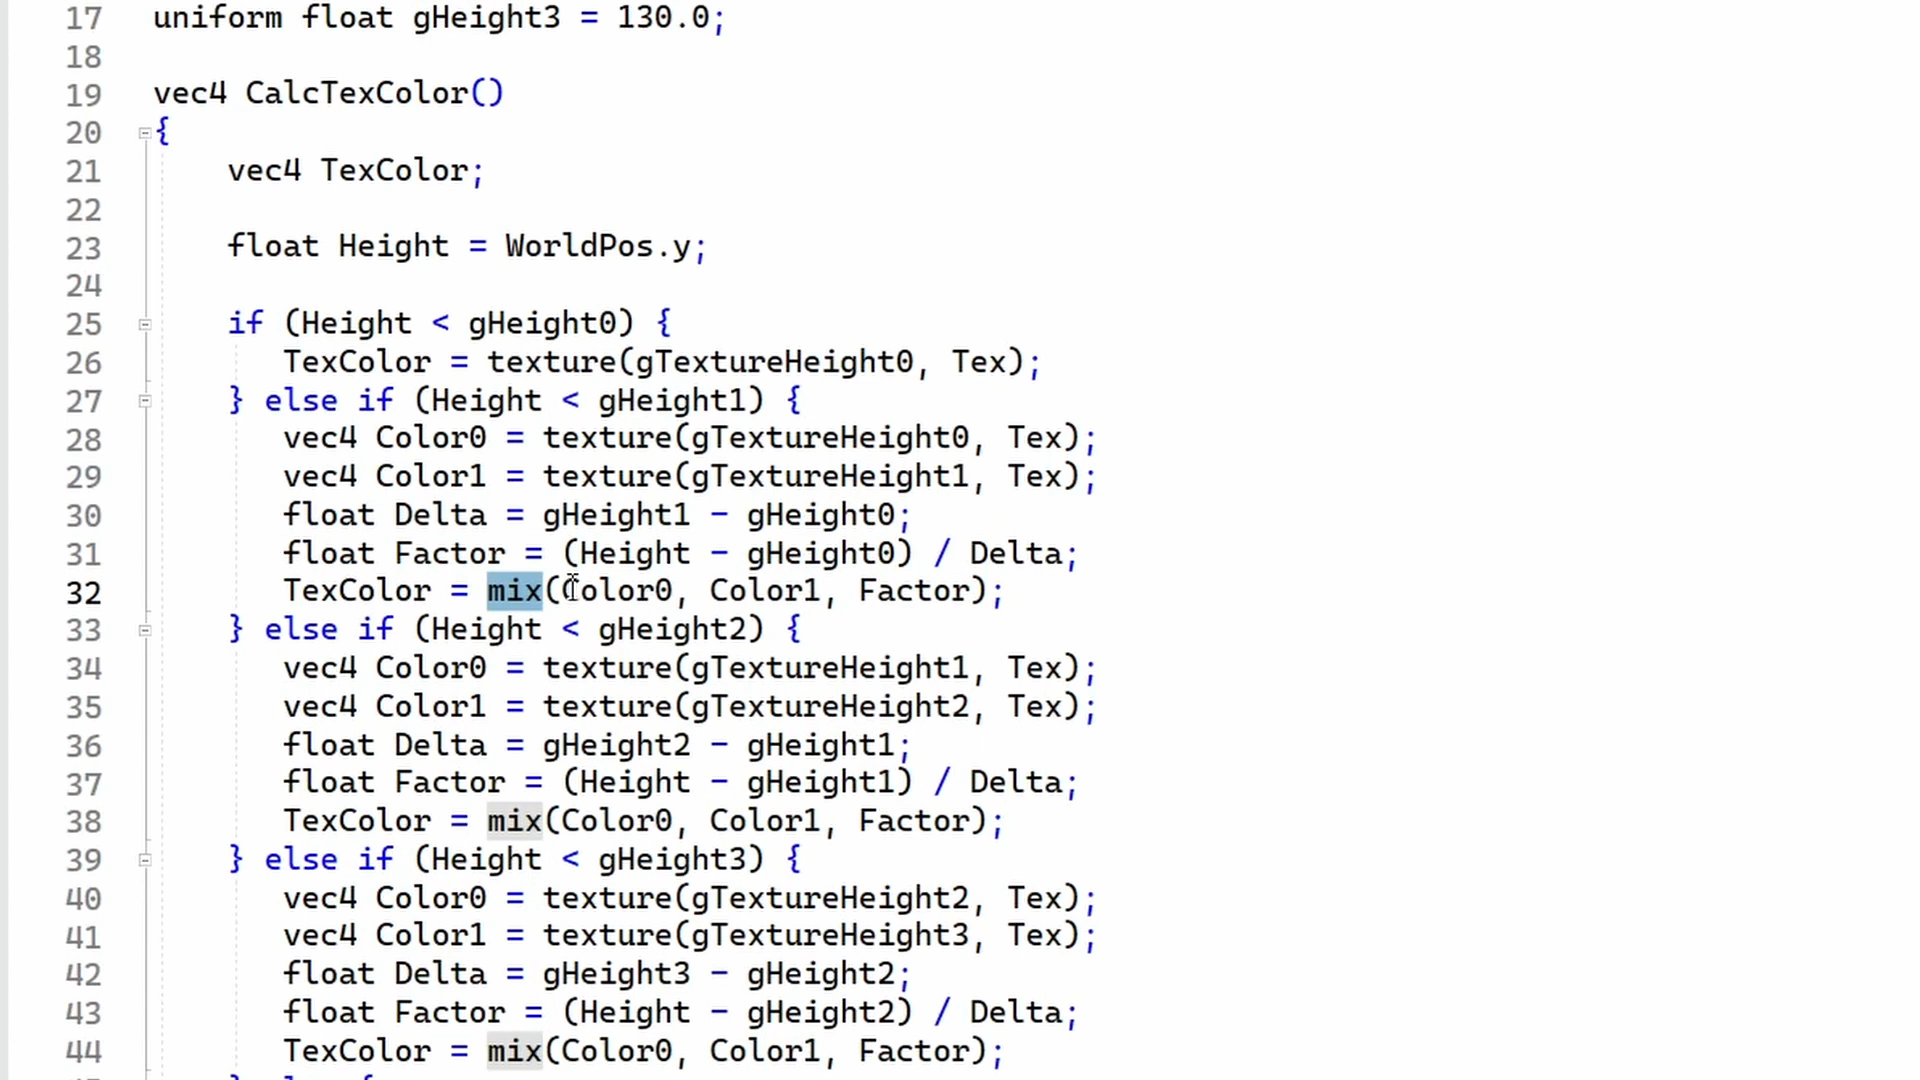 17 uniform float gHeight3 = 130.0;
18
19 vec4 CalcTexColor()
20 {
21 vec4 TexColor;
22
23 float Height = WorldPos.y;
24
25 if (Height < gHeight0) {
26 TexColor = texture(gTextureHeight0, Tex);
27 } else if (Height < gHeight1) {
28 vec4 Color0 = texture(gTextureHeight0, Tex);
29 vec4 Color1 = texture(gTextureHeight1, Tex);
30 float Delta = gHeight1 - gHeight0;
31 float Factor = (Height - gHeight0) / Delta;
32 TexColor = mix(Color0, Color1, Factor);
33 } else if (Height < gHeight2) {
34 vec4 Color0 = texture(gTextureHeight1, Tex);
35 vec4 Color1 = texture(gTextureHeight2, Tex);
36 float Delta = gHeight2 - gHeight1;
37 float Factor = (Height - gHeight1) / Delta;
38 TexColor = mix(Color0, Color1, Factor);
39 } else if (Height < gHeight3) {
40 vec4 Color0 = texture(gTextureHeight2, Tex);
41 vec4 Color1 = texture(gTextureHeight3, Tex);
42 float Delta = gHeight3 - gHeight2;
43 float Factor = (Height - gHeight2) / Delta;
44 TexColor = mix(Color0, Color1, Factor);